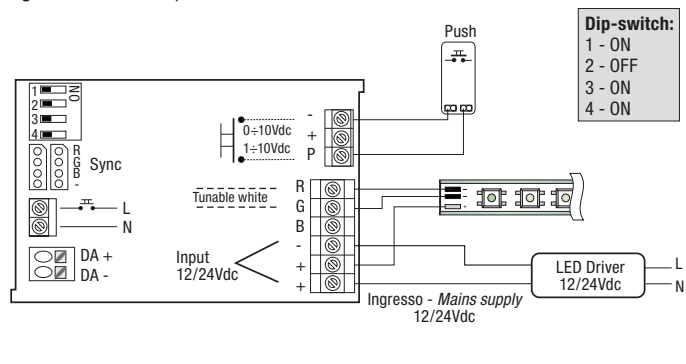 Push
Dip-switch:
1 - ON
2 - OFF
3 - ON
4 - ON
1
2
3
4
ON
R
G
B
-
Sync
L
N
DA +
DA -
0÷10Vdc
1÷10Vdc
-
+
P
Tunable white
R
G
B
-
+
+
Input
12/24Vdc
-
-
+
LED Driver
12/24Vdc
L
N
Ingresso - Mains supply
12/24Vdc